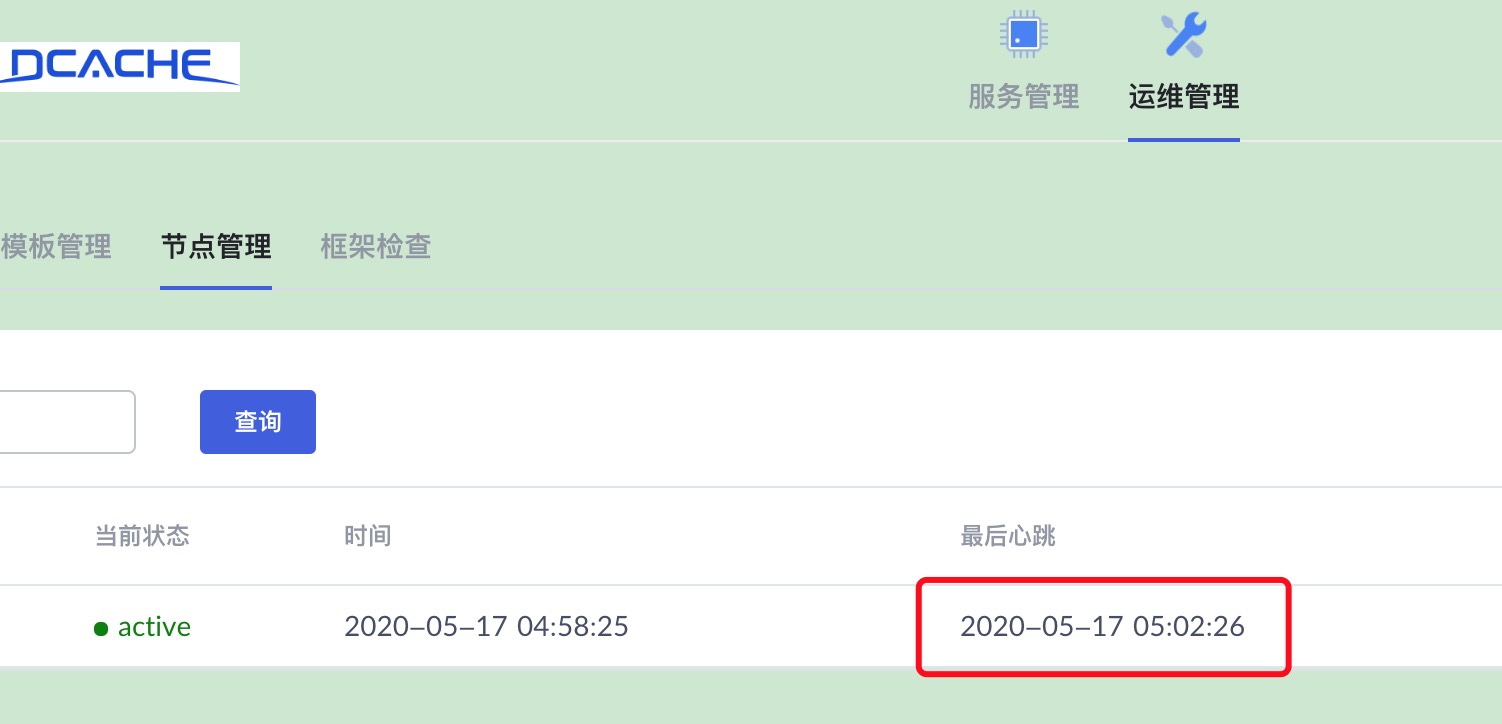 DCACHE
服务管理 运维管理
模板管理 节点管理 框架检查
查询
当前状态 时间 最后心跳
active 2020-05-17 04:58:25 2020-05-17 05:02:26